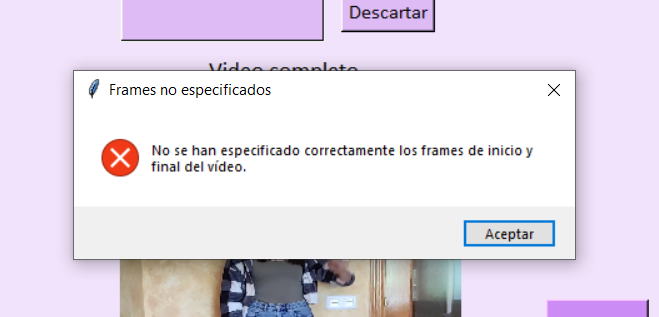 Descartar
Video completo
Frames no especificados
No se han especificado correctamente los frames de inicio y
final del vídeo.
Aceptar